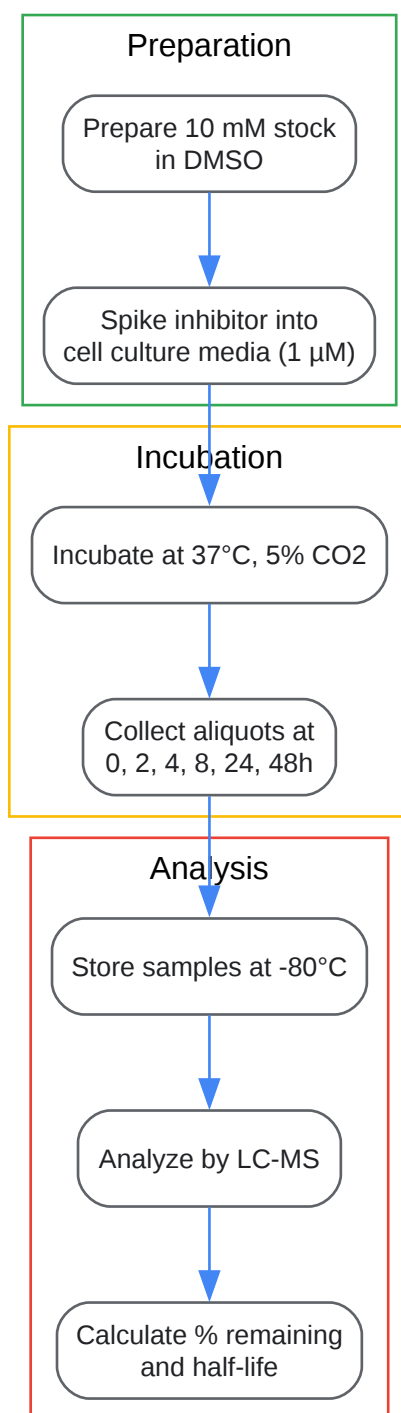 Preparation
Prepare 10 mM stock
in DMSO
Spike inhibitor into
cell culture media (1 µM)
Incubation
Incubate at 37°C, 5% CO2
Collect aliquots at
0, 2, 4, 8, 24, 48h
Analysis
Store samples at -80°C
Analyze by LC-MS
Calculate % remaining
and half-life